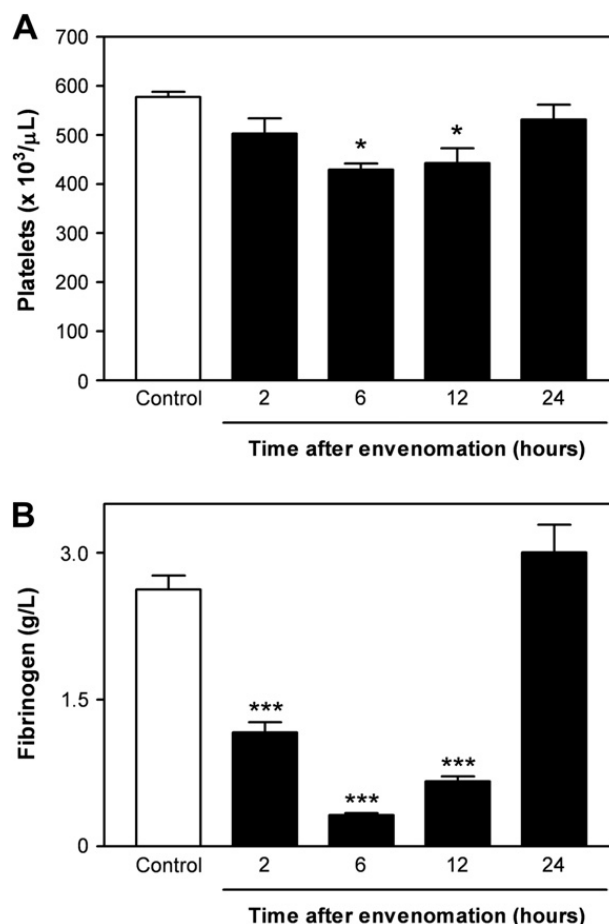 A
700
600
500
400
300
200
100
0
Platelets (x 10³/μL)
* *
Control 2 6 12 24
Time after envenomation (hours)
B
3.0
1.5
0
Fibrinogen (g/L)
*** *** ***
Control 2 6 12 24
Time after envenomation (hours)